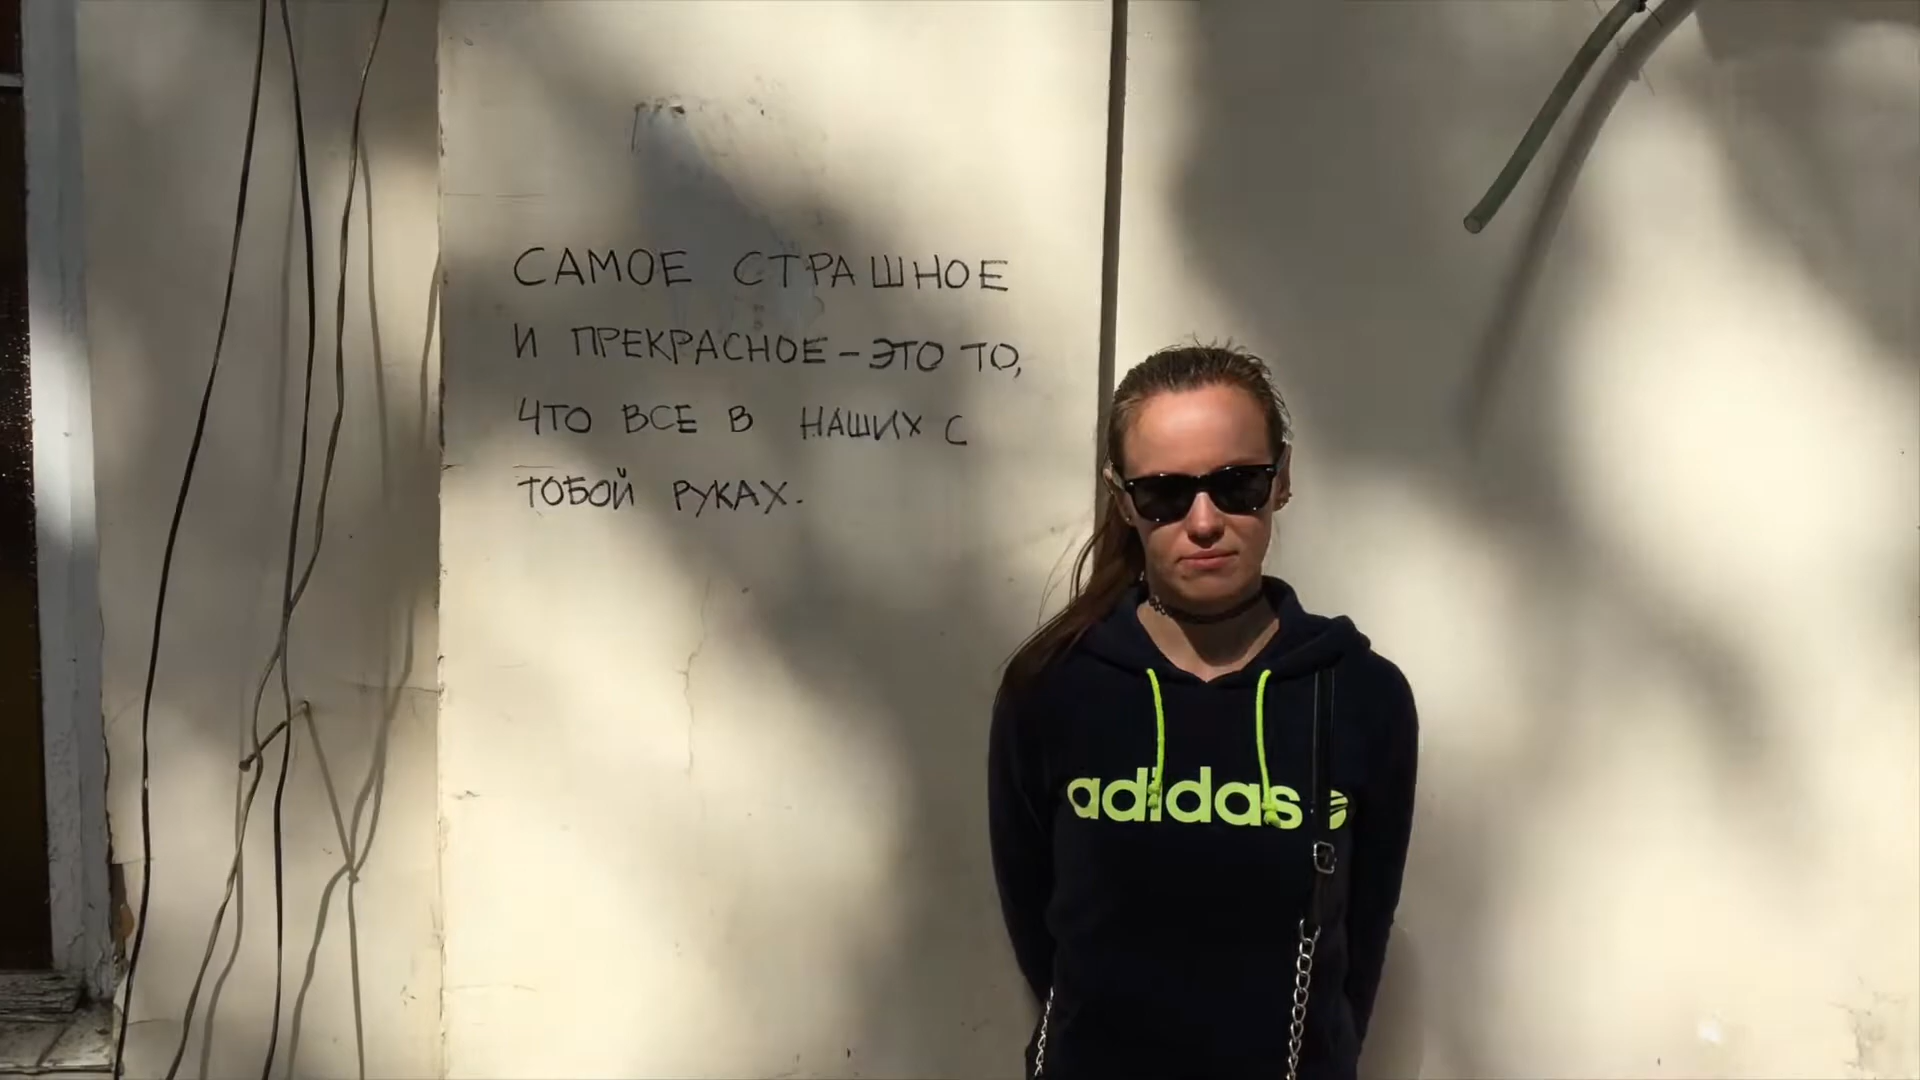 САМОЕ СТРАШНОЕ
И ПРЕКРАСНОЕ – ЭТО ТО,
ЧТО ВСЕ В НАШИХ С
ТОБОЙ РУКАХ.
adidas